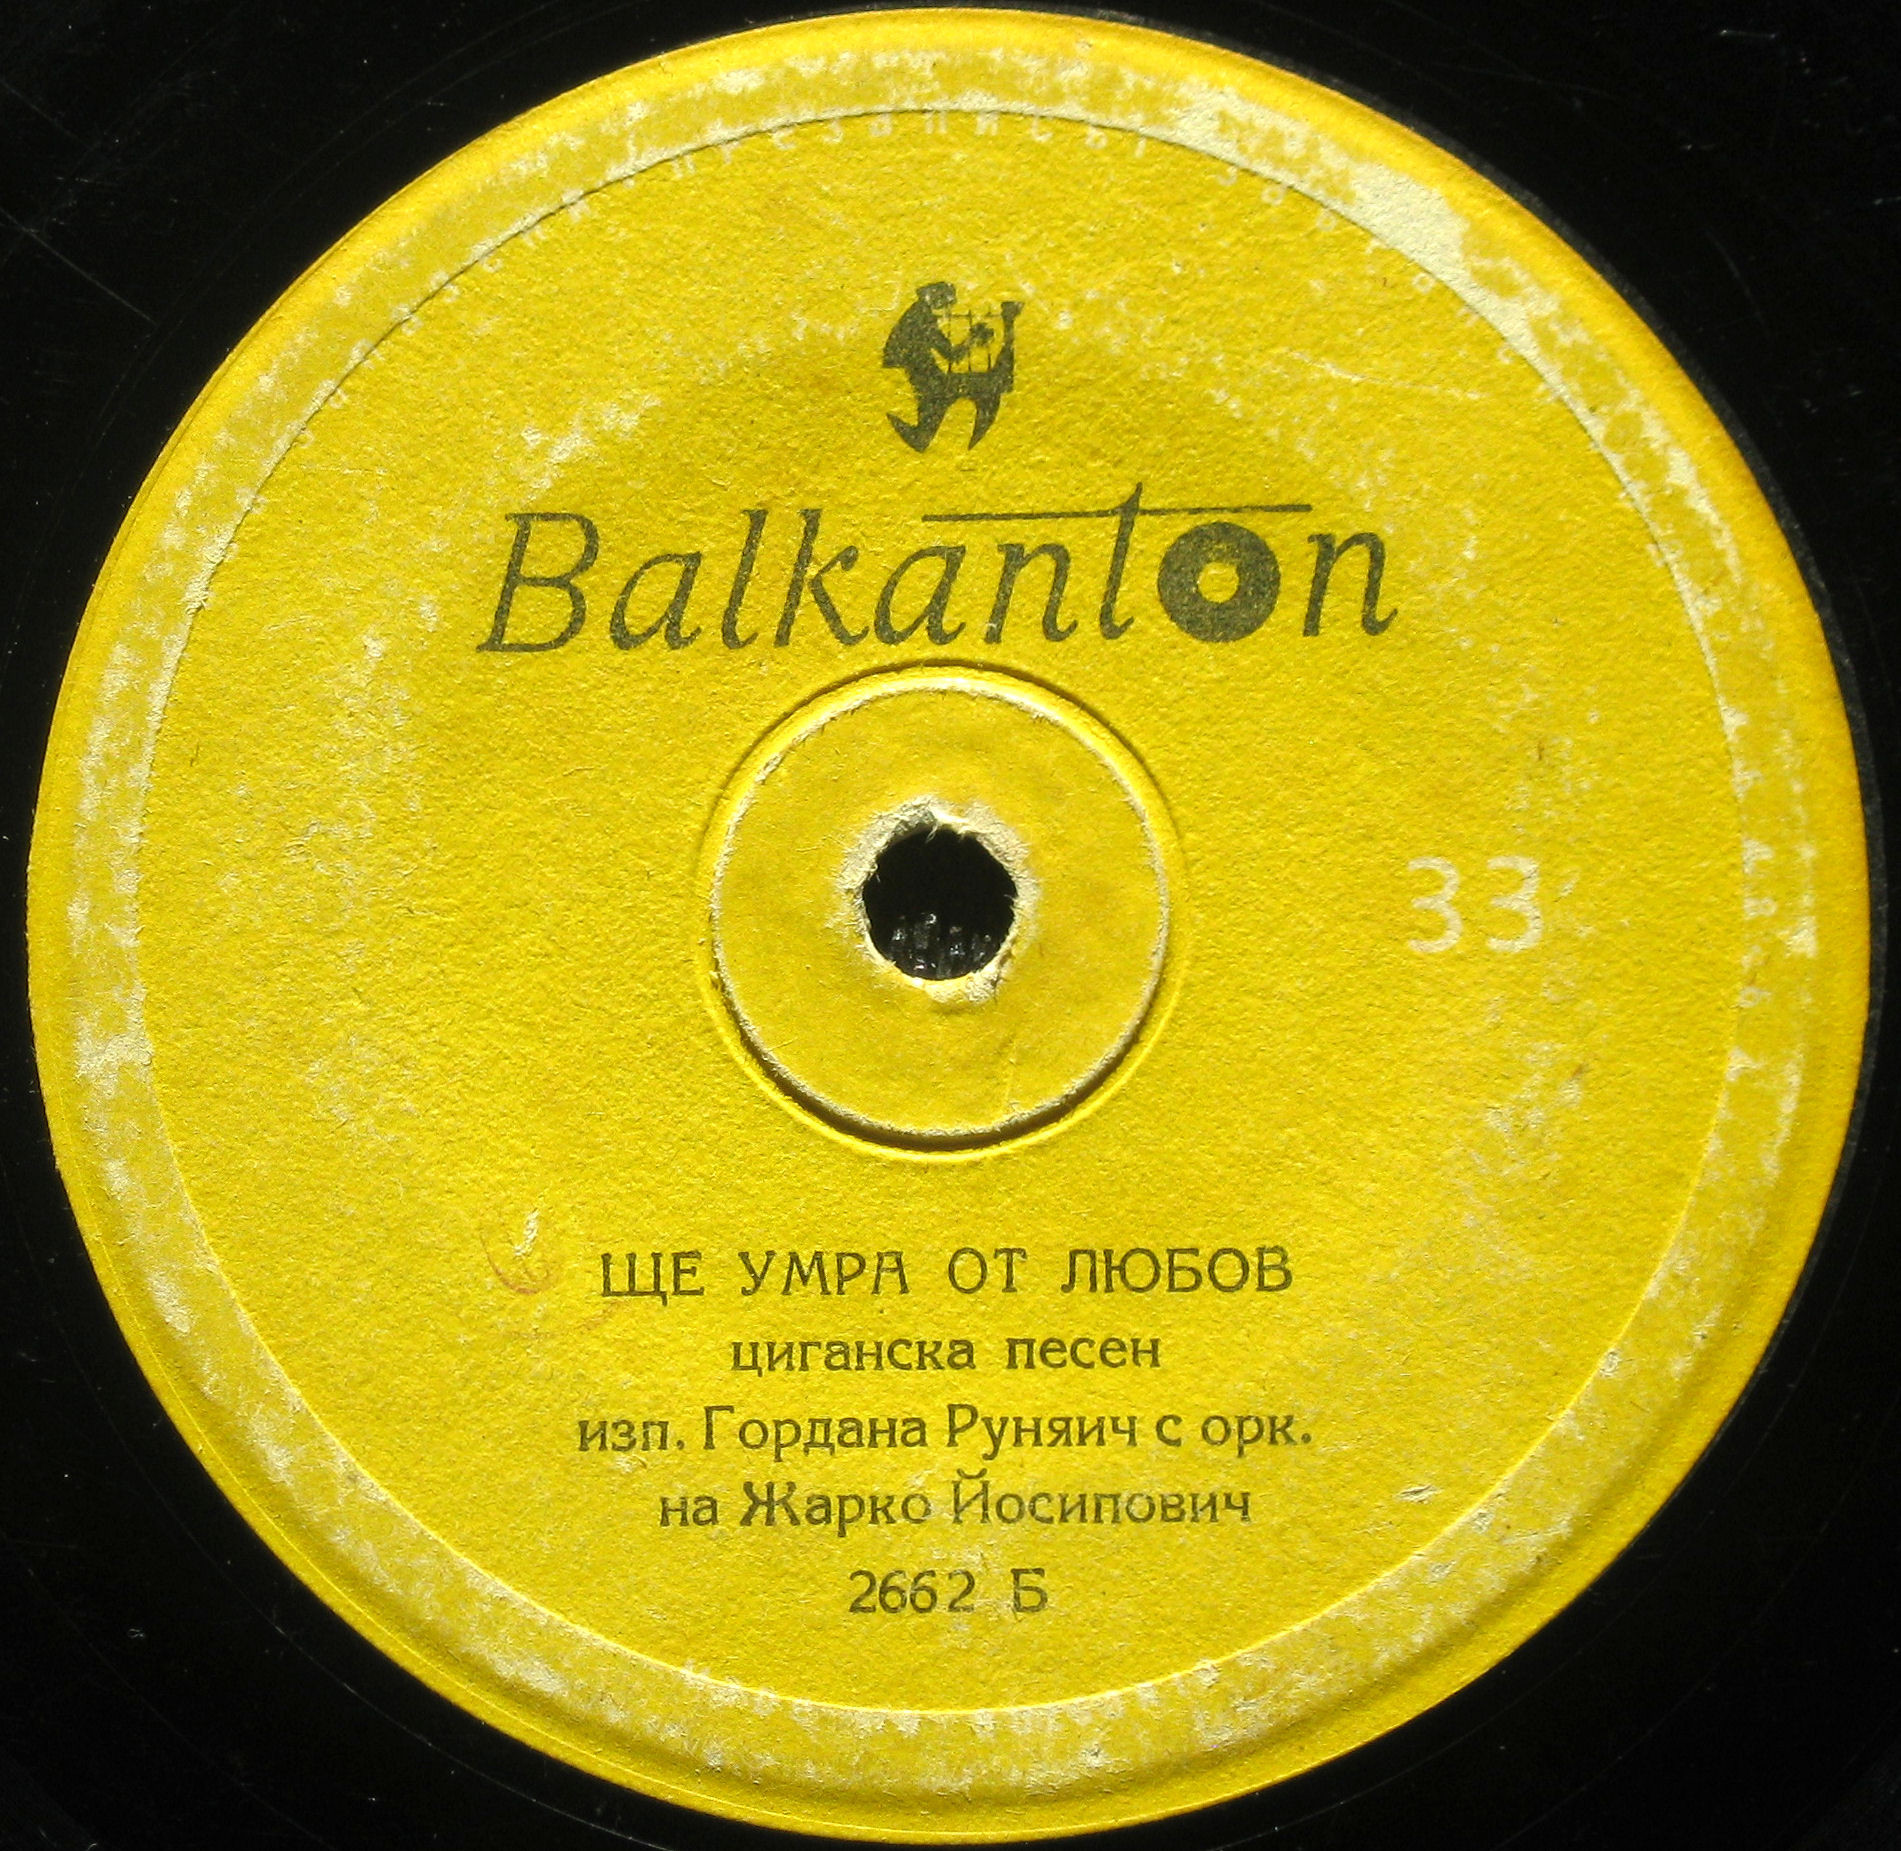 Balkanton
33
ЩЕ УМРА ОТ ЛЮБОВ
циганска песен
изп. Гордана Руняич с орк.
на Жарко Йосипович
2662 Б